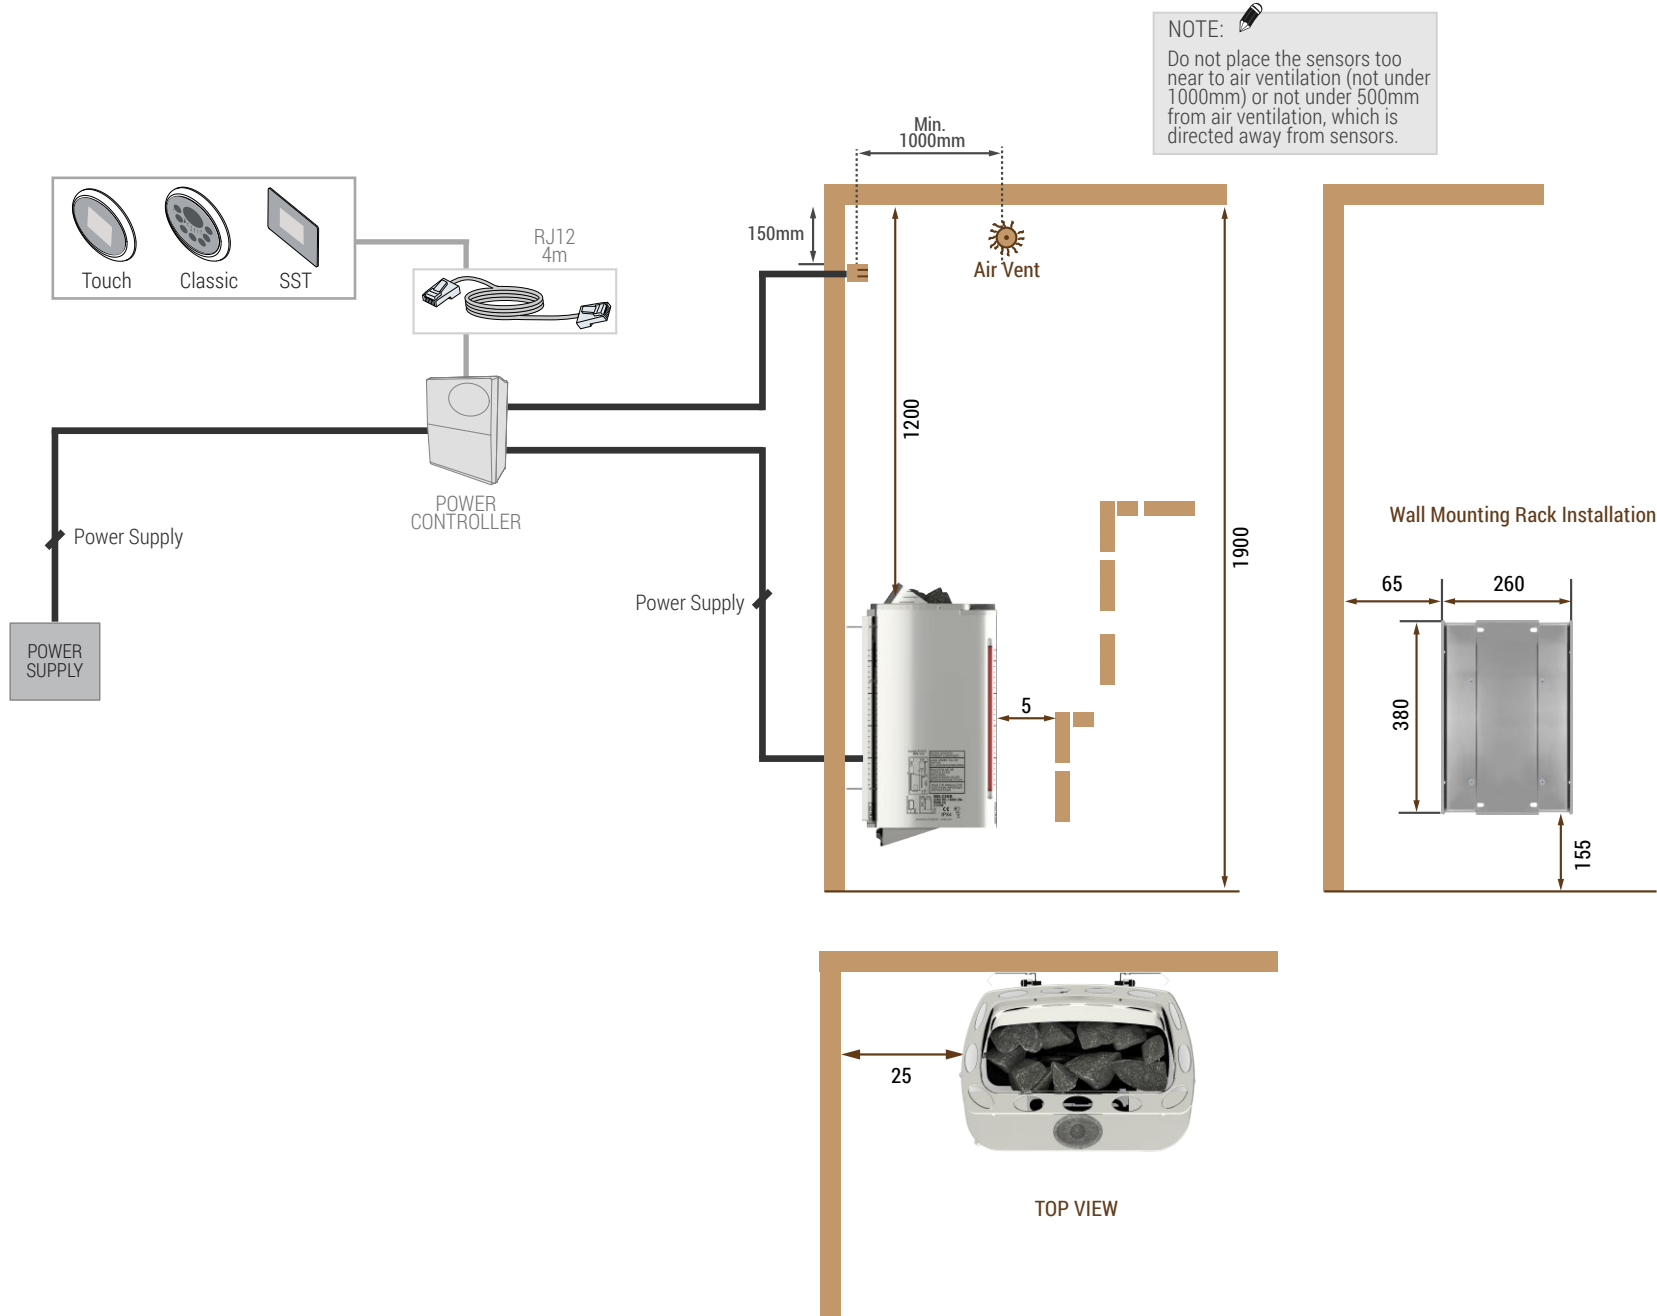 NOTE:
Do not place the sensors too
near to air ventilation (not under
1000mm) or not under 500mm
from air ventilation, which is
directed away from sensors.
Min.
1000mm
150mm
Air Vent
Touch
Classic
SST
RJ12
4m
POWER
CONTROLLER
Power Supply
POWER
SUPPLY
Power Supply
1200
1900
5
Wall Mounting Rack Installation
65
260
380
155
25
TOP VIEW